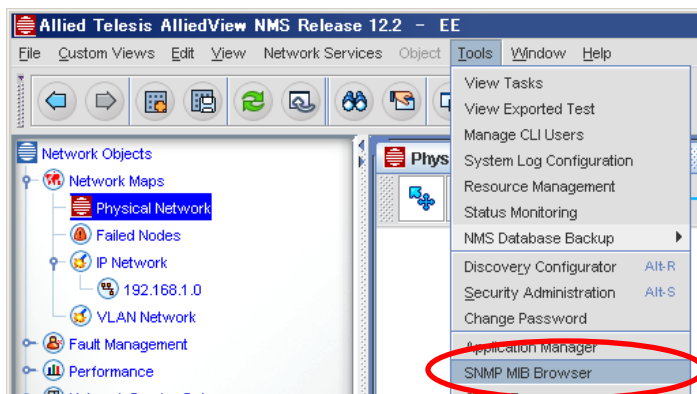 Allied Telesis AlliedView NMS Release 12.2 - EE
File Custom Views Edit View Network Services Object Tools Window Help
Network Objects
Network Maps
Physical Network
Failed Nodes
IP Network
192.168.1.0
VLAN Network
Fault Management
Performance
Phys
View Tasks
View Exported Test
Manage CLI Users
System Log Configuration
Resource Management
Status Monitoring
NMS Database Backup
Discovery Configurator Alt-R
Security Administration Alt-S
Change Password
Application Manager
SNMP MIB Browser